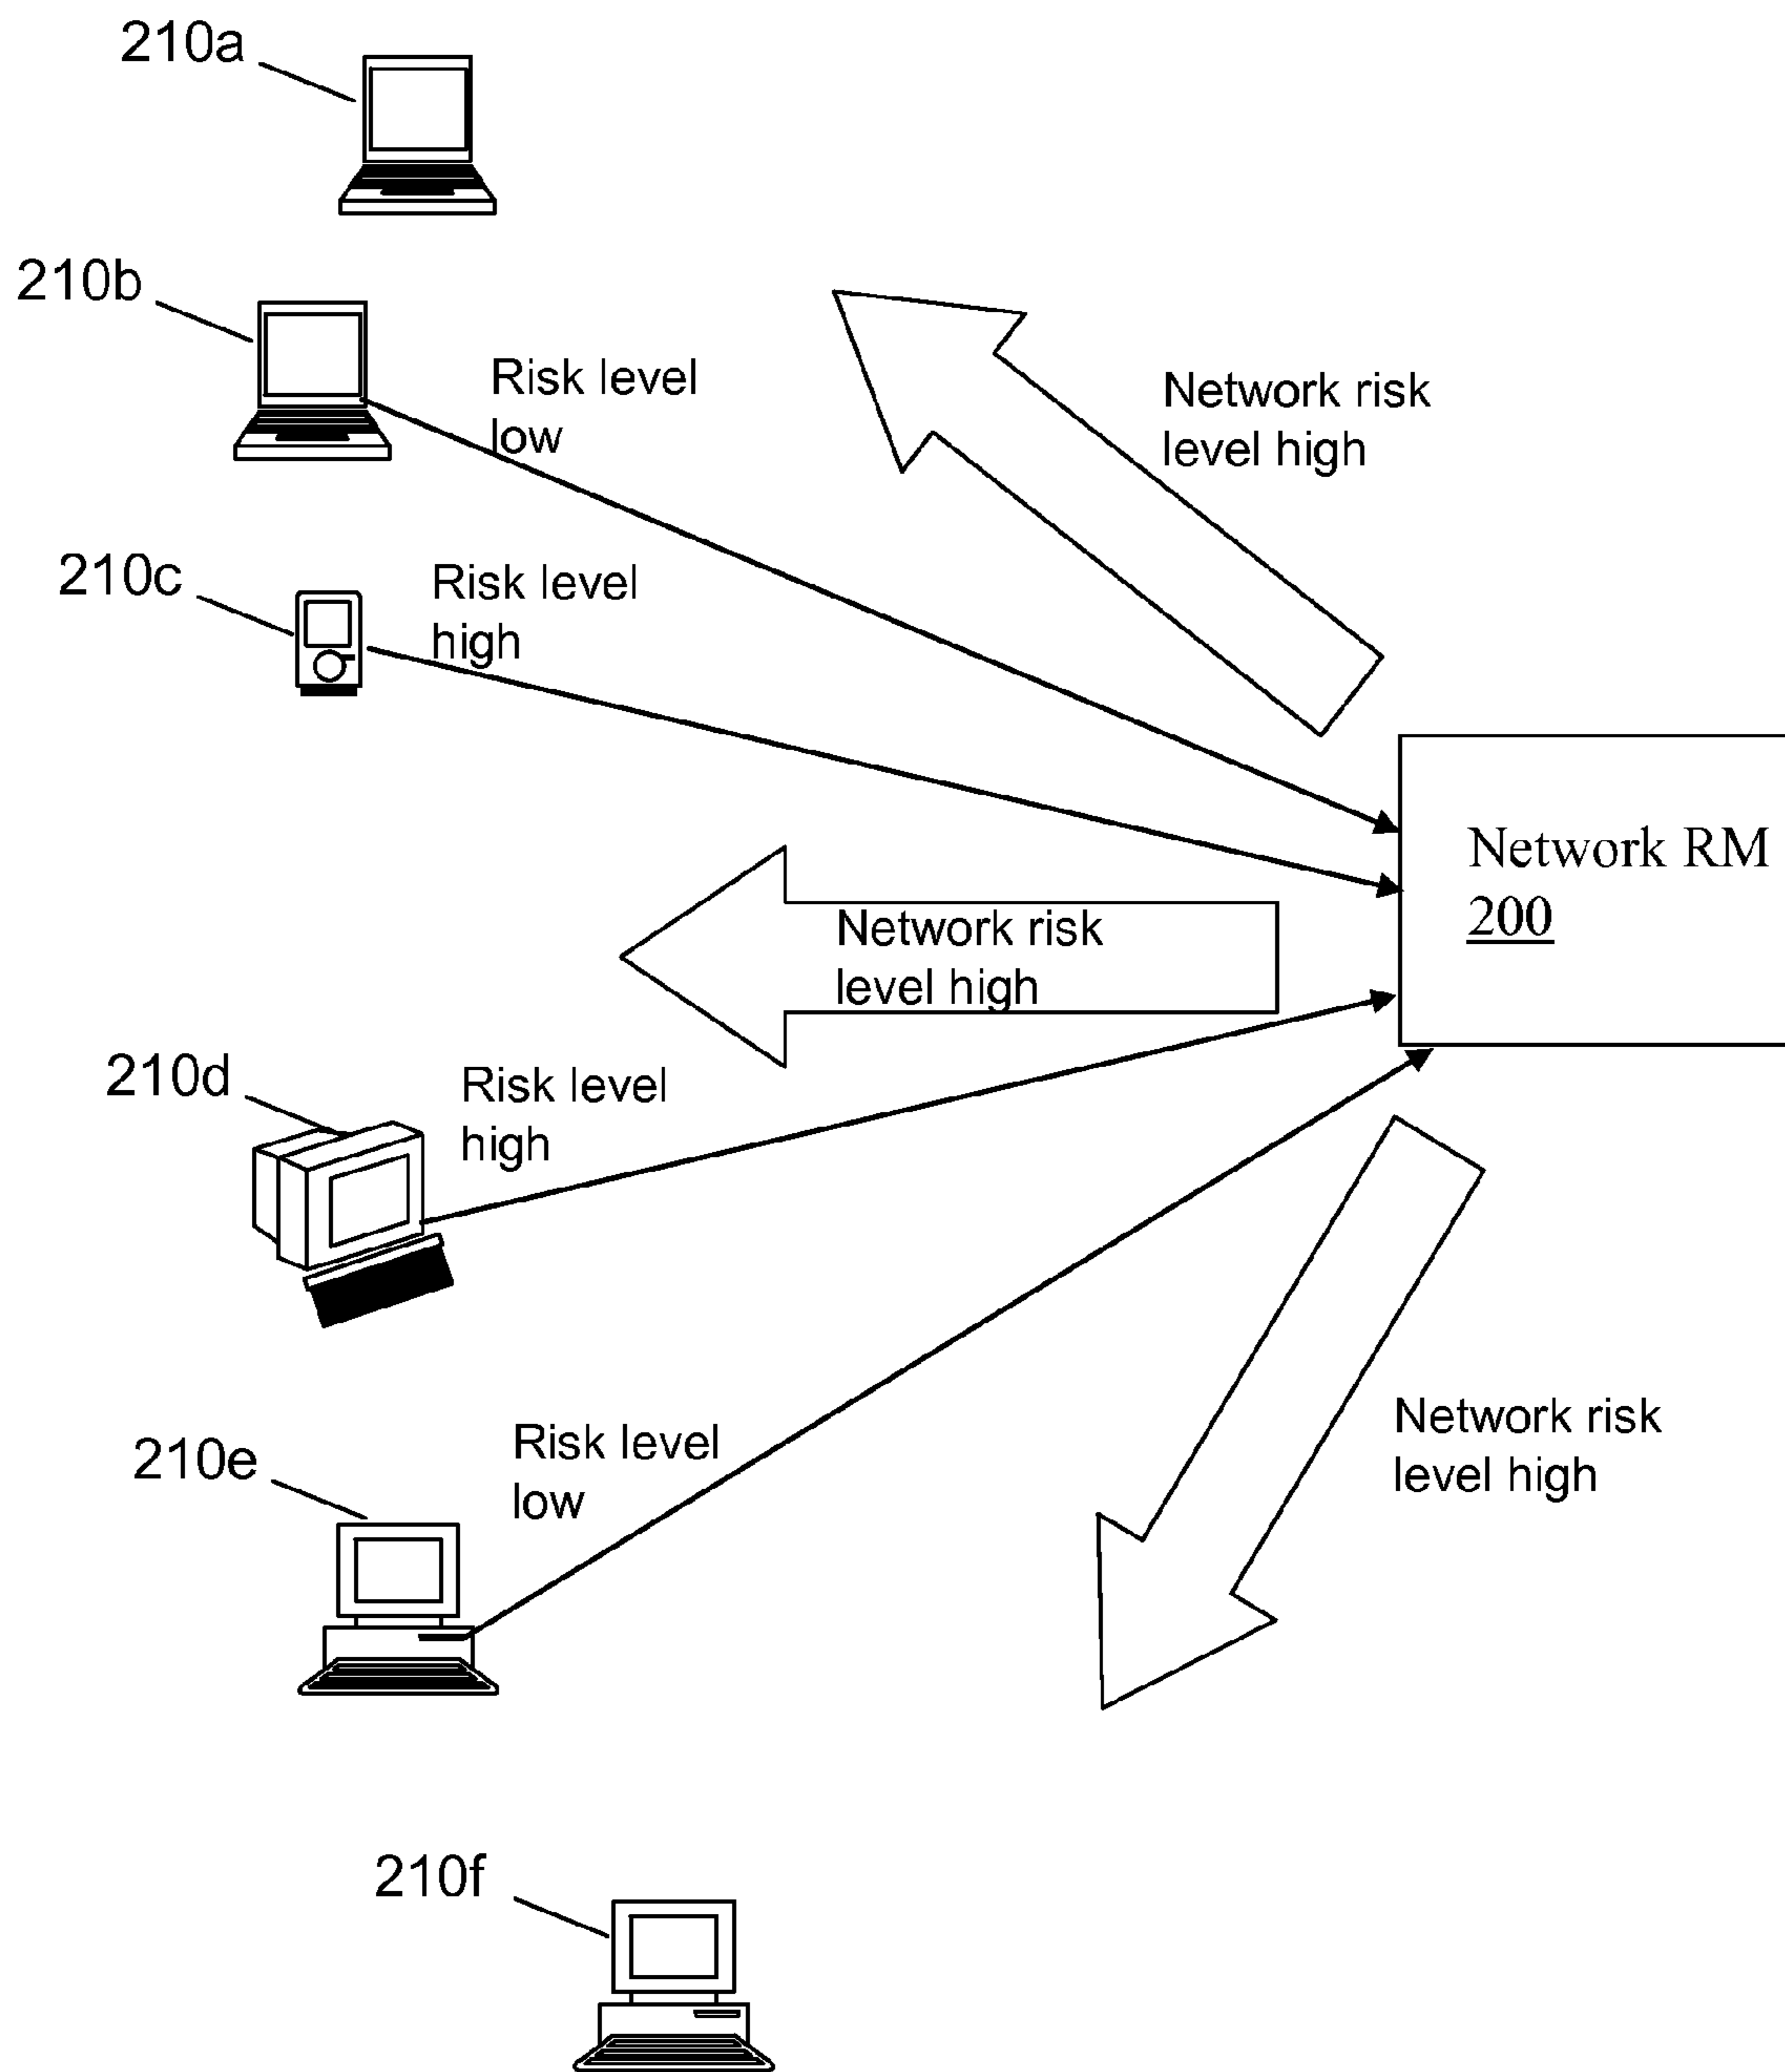 210a
210b
Risk level
low
Network risk
level high
210c
Risk level
high
Network RM
200
Network risk
level high
210d
Risk level
high
210e
Risk level
low
Network risk
level high
210f